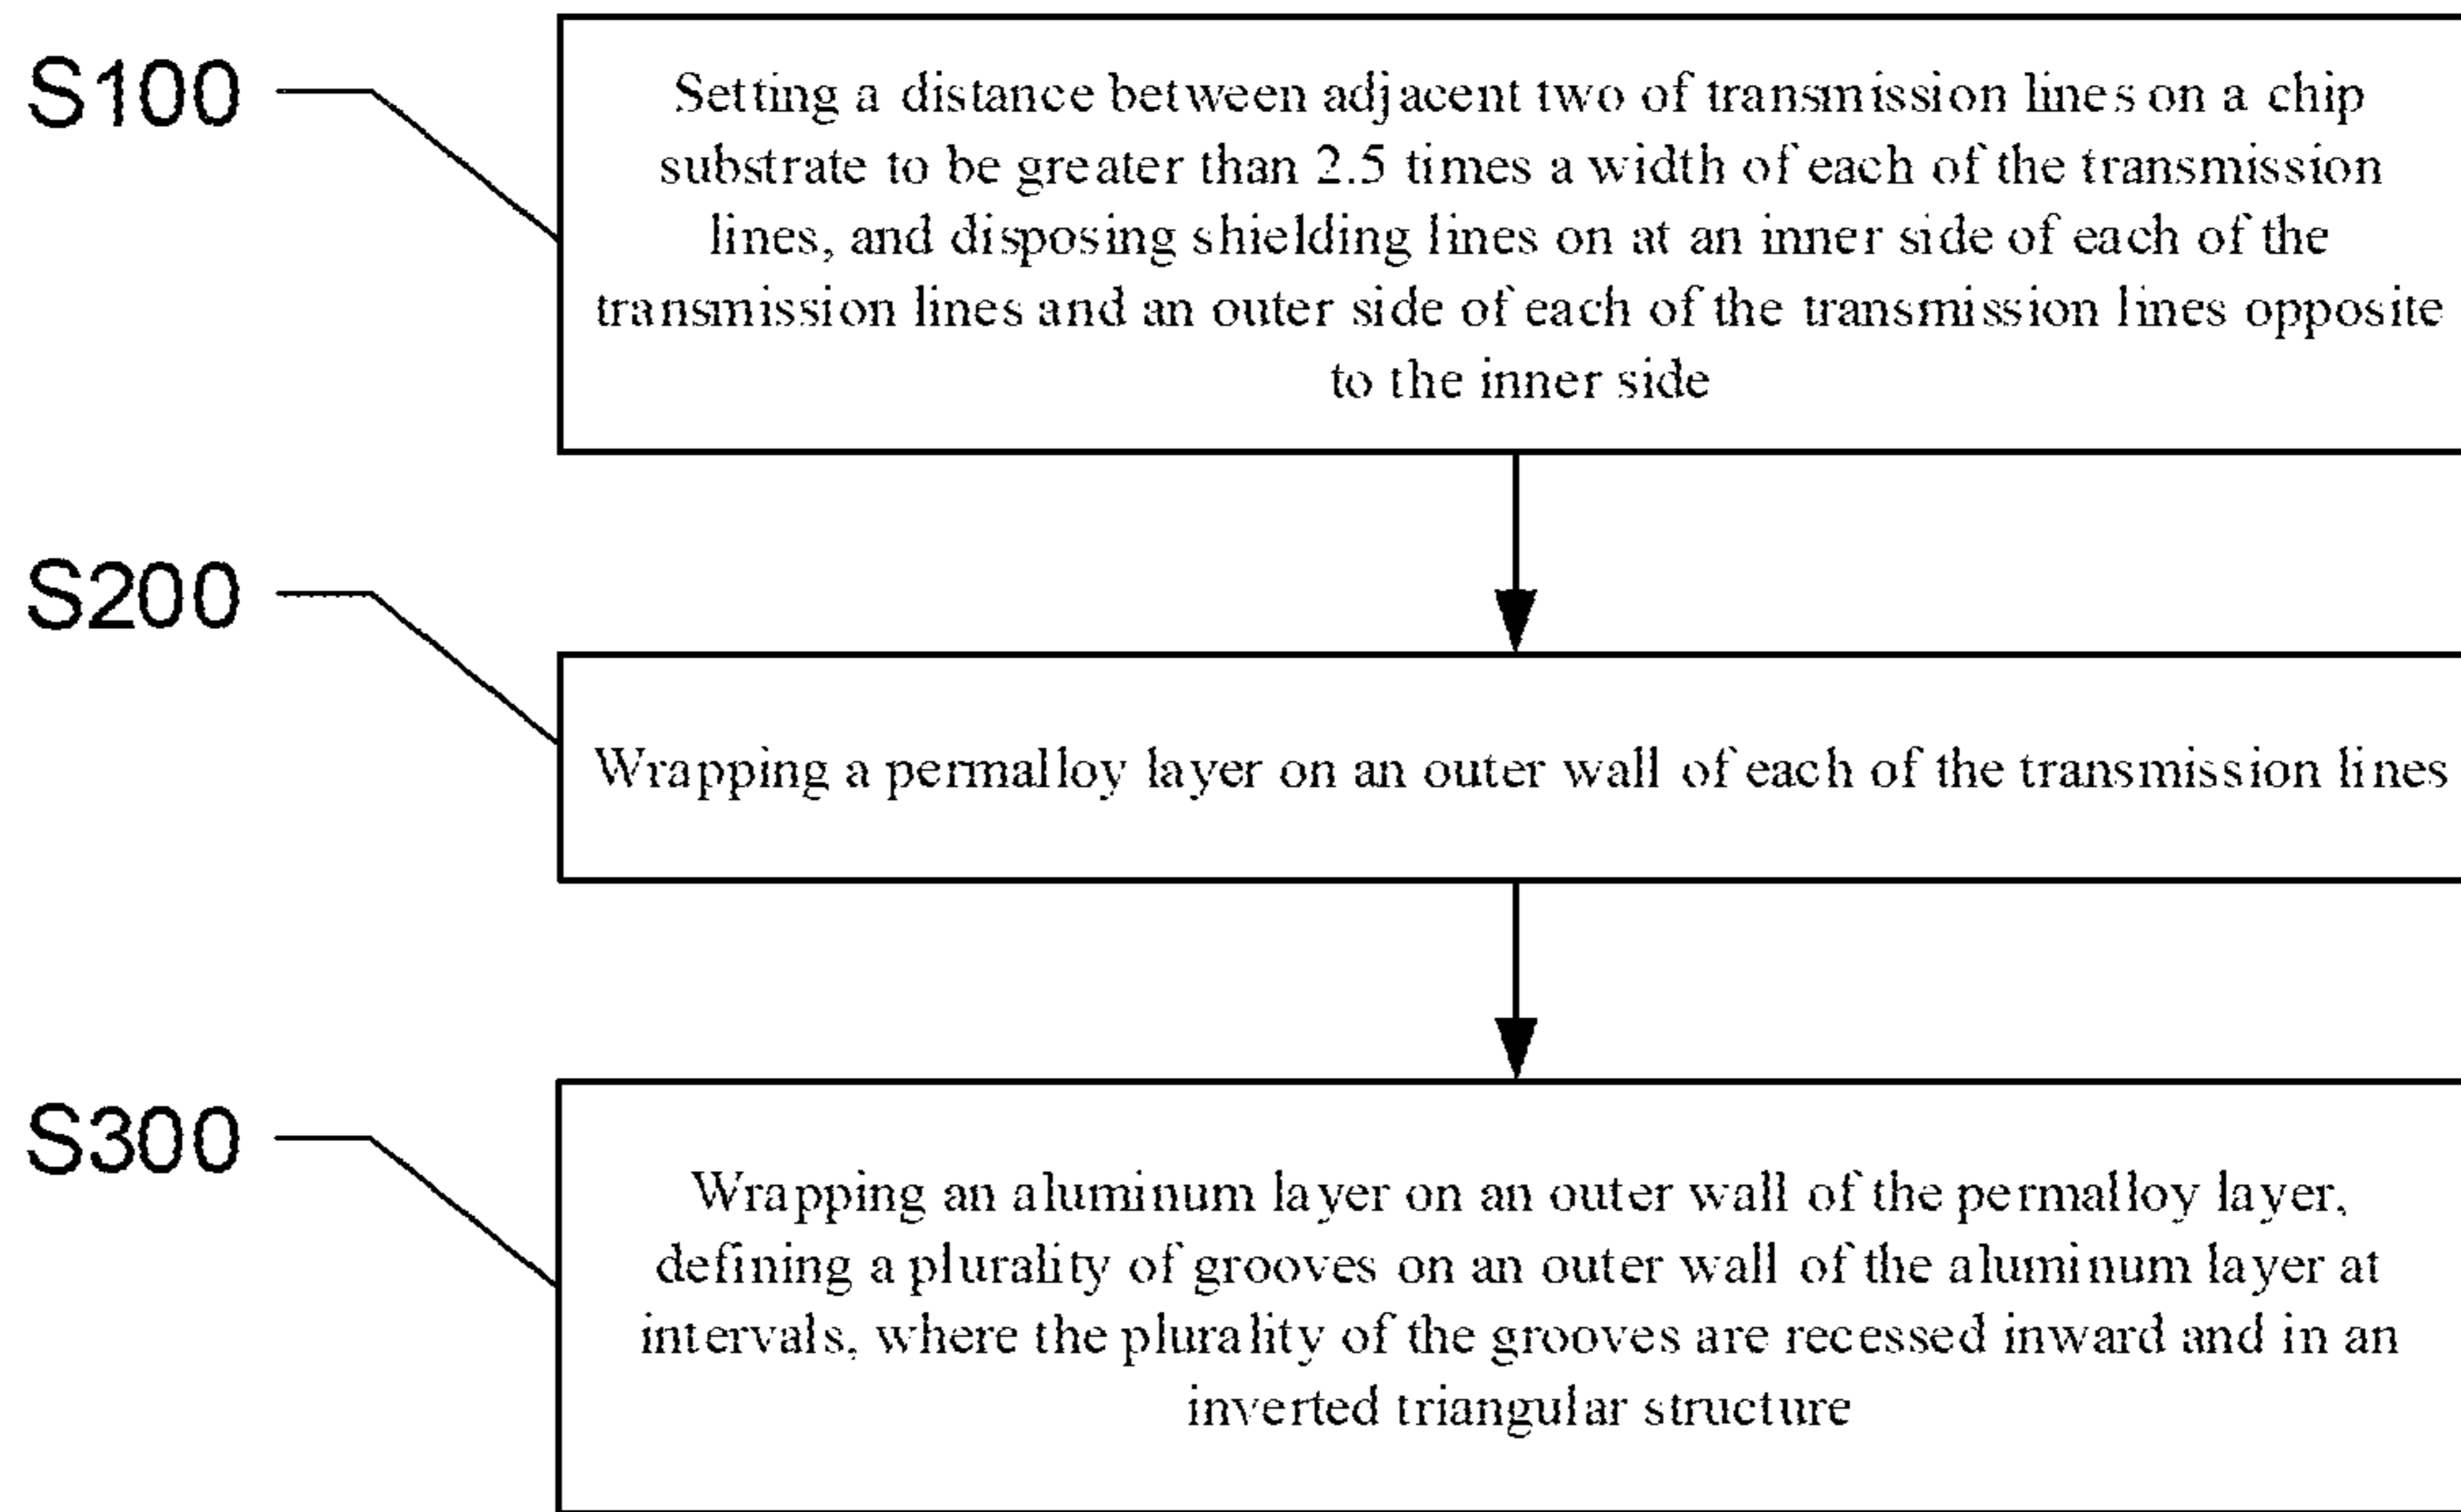 S100
Setting a distance between adjacent two of transmission lines on a chip
substrate to be greater than 2.5 times a width of each of the transmission
lines, and disposing shielding lines on at an inner side of each of the
transmission lines and an outer side of each of the transmission lines opposite
to the inner side
S200
Wrapping a permalloy layer on an outer wall of each of the transmission lines
S300
Wrapping an aluminum layer on an outer wall of the permalloy layer,
defining a plurality of grooves on an outer wall of the aluminum layer at
intervals, where the plurality of the grooves are recessed inward and in an
inverted triangular structure